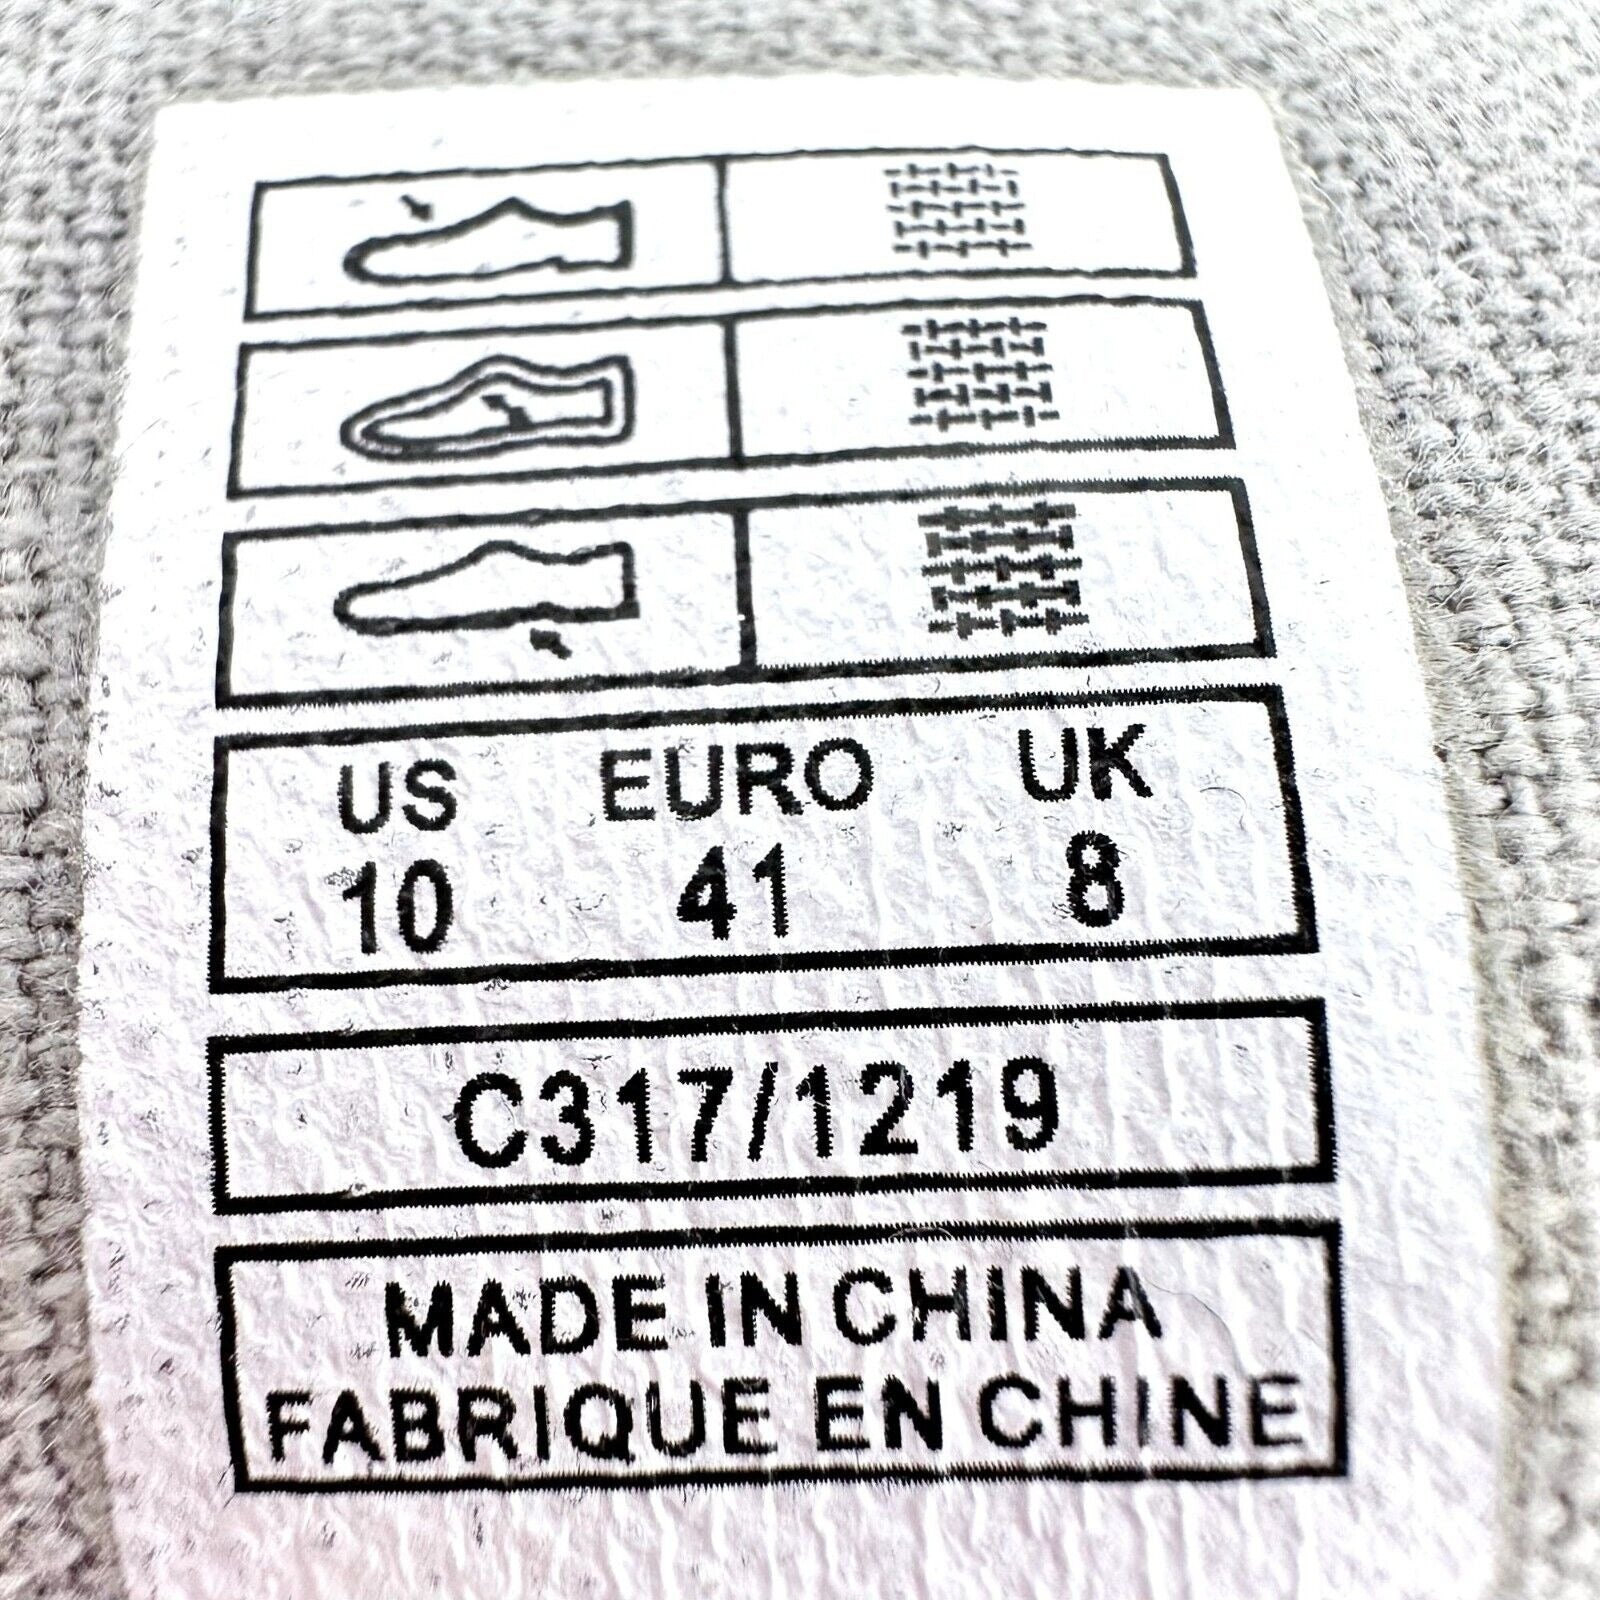 US EURO UK
10 41 8
C317/1219
MADE IN CHINA
FABRIQUE EN CHINE